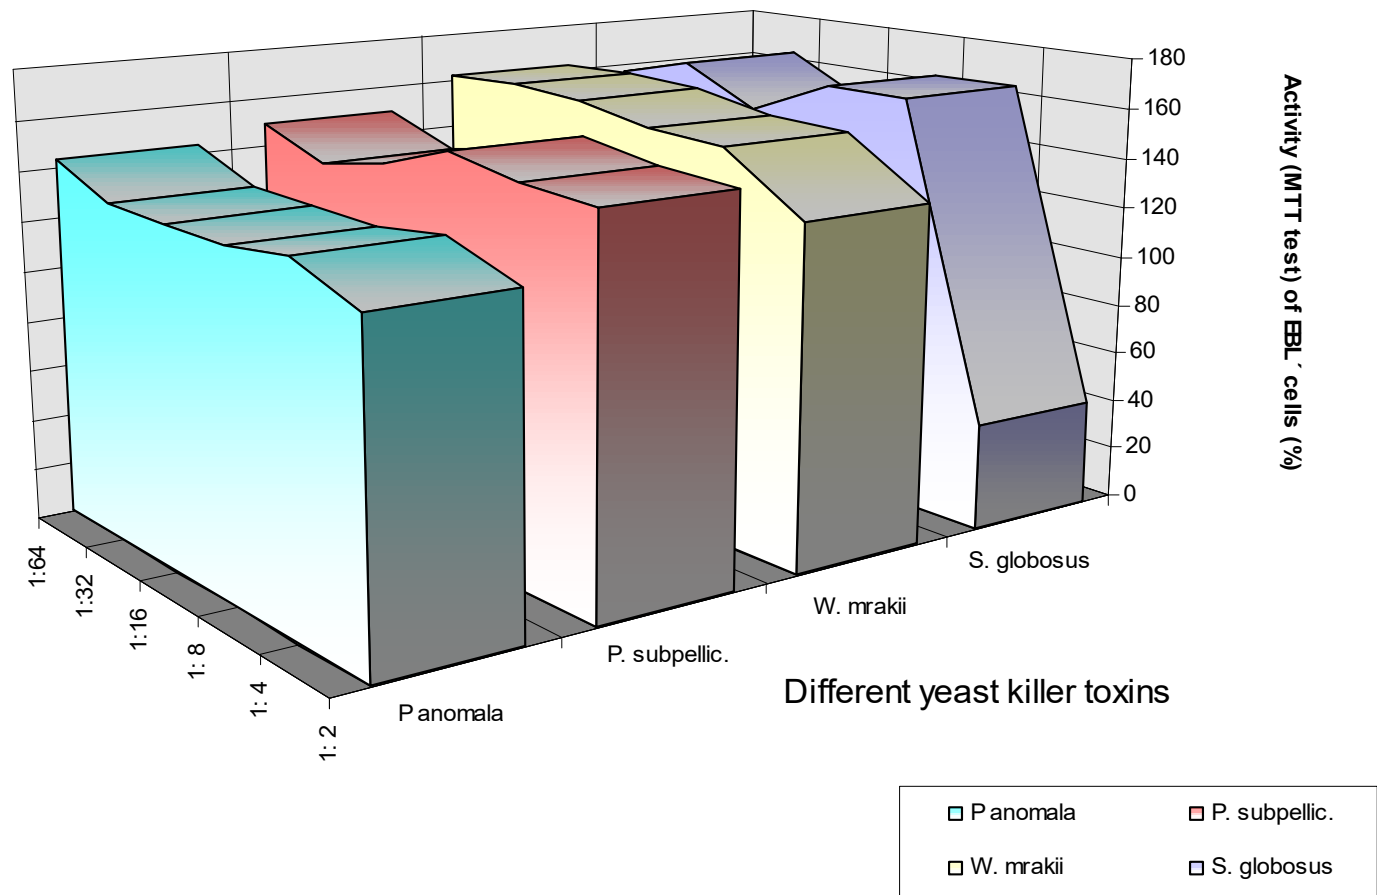 180
160
140
120
100
80
60
40
20
0
Activity (MTT test) of EBL´ cells (%)
1:64
1:32
1:16
1: 8
1: 4
1: 2
P anomala
P. subpellic.
W. mrakii
S. globosus
Different yeast killer toxins
P anomala
P. subpellic.
W. mrakii
S. globosus